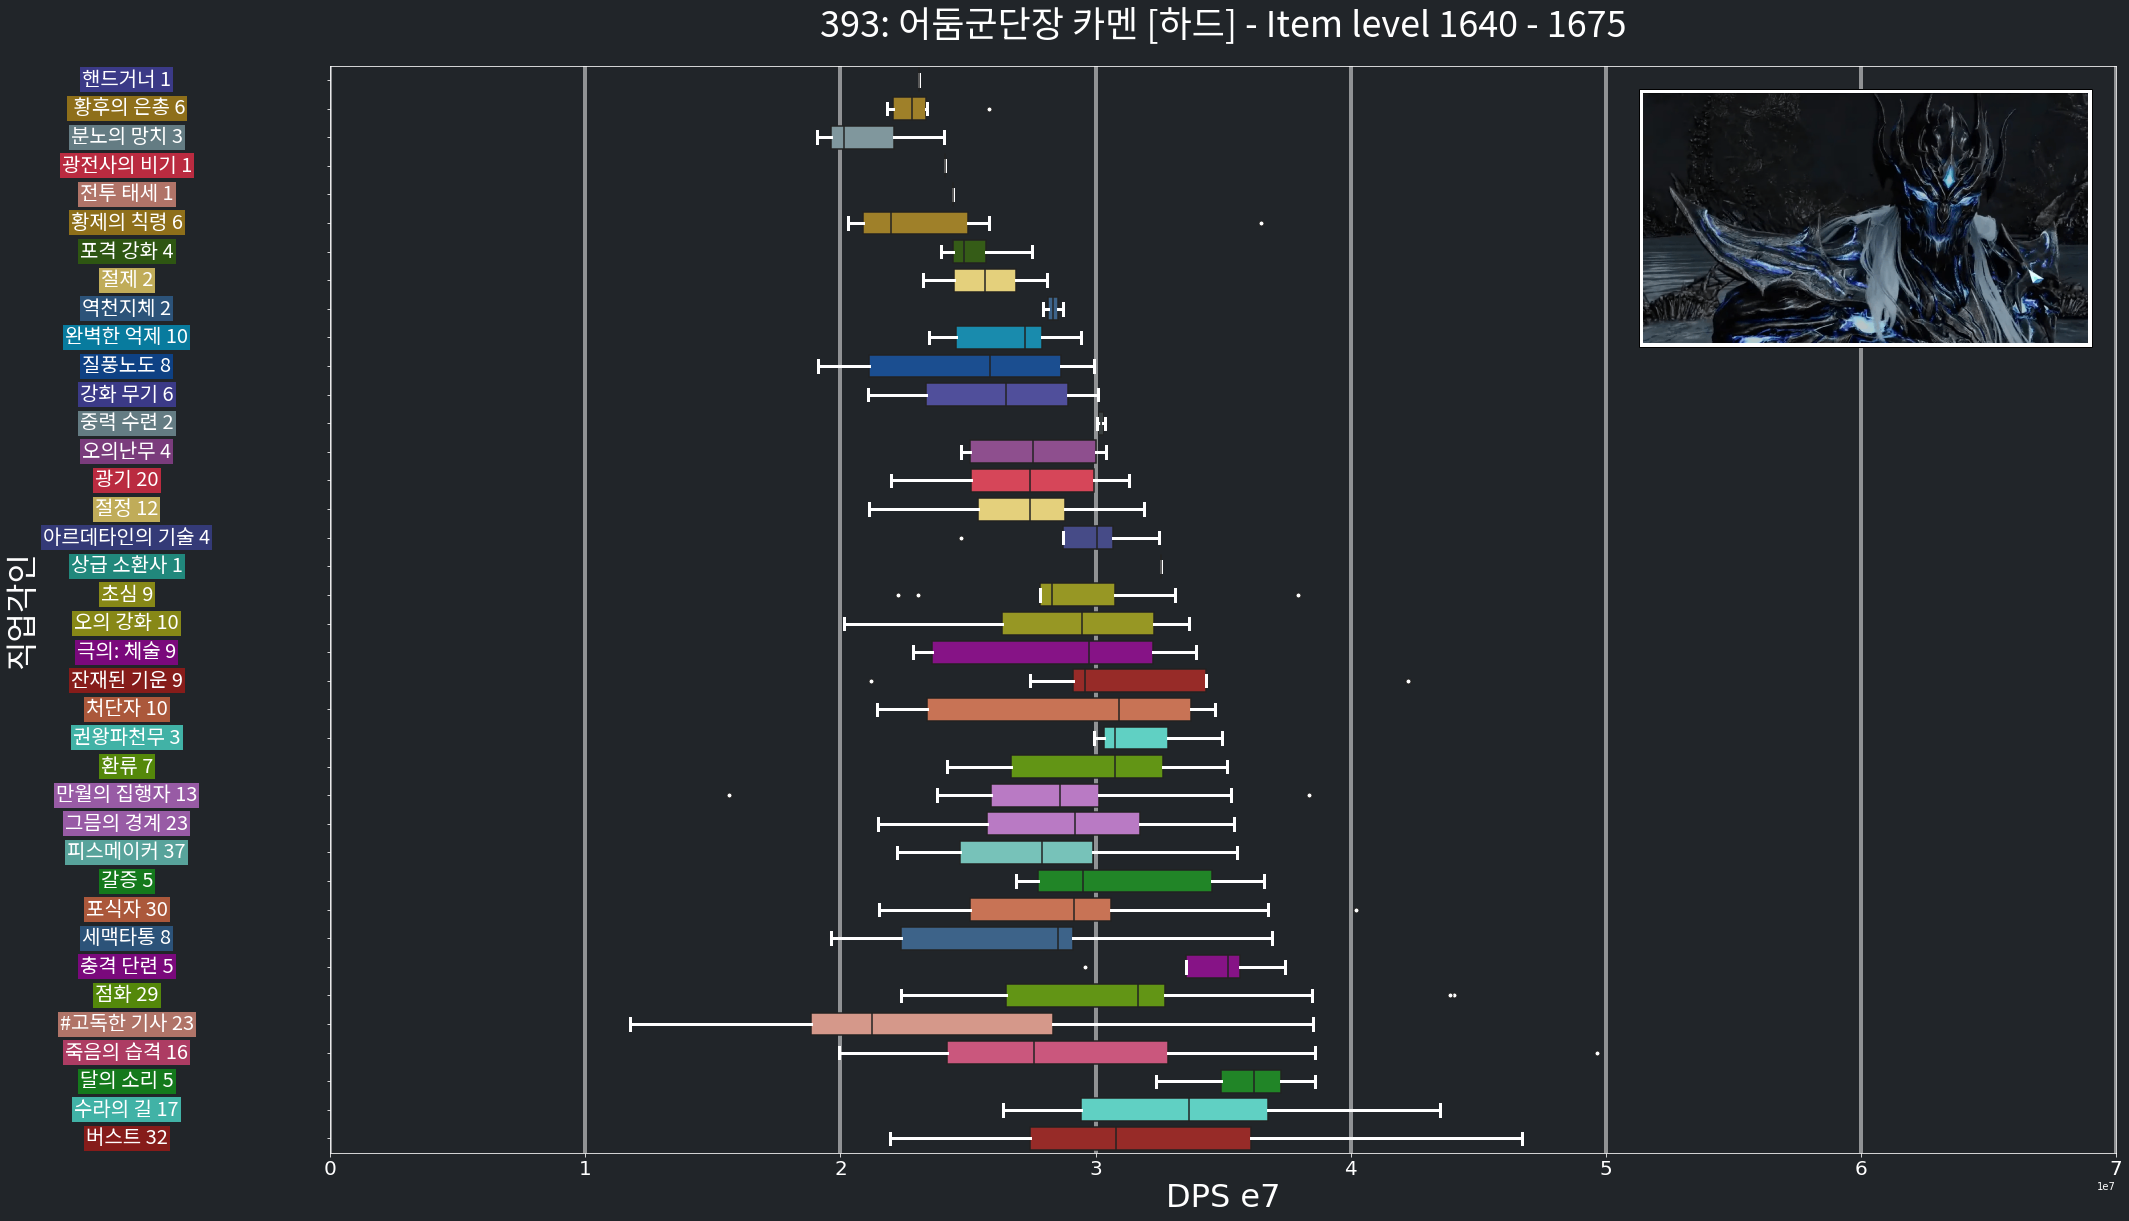 393: 어둠군단장 카멘 [하드] - Item level 1640 - 1675
핸드거너 1
황후의 은총 6
분노의 망치 3
광전사의 비기 1
전투 태세 1
황제의 칙령 6
포격 강화 4
절제 2
역천지체 2
완벽한 억제 10
질풍노도 8
강화 무기 6
중력 수련 2
오의난무 4
광기 20
절정 12
아르데타인의 기술 4
상급 소환사 1
초심 9
오의 강화 10
극의: 체술 9
잔재된 기운 9
처단자 10
권왕파천무 3
환류 7
만월의 집행자 13
그믐의 경계 23
피스메이커 37
갈증 5
포식자 30
세맥타통 8
충격 단련 5
점화 29
#고독한 기사 23
죽음의 습격 16
달의 소리 5
수라의 길 17
버스트 32
직업각인
0 1 2 3 4 5 6 7
1e7
DPS e7